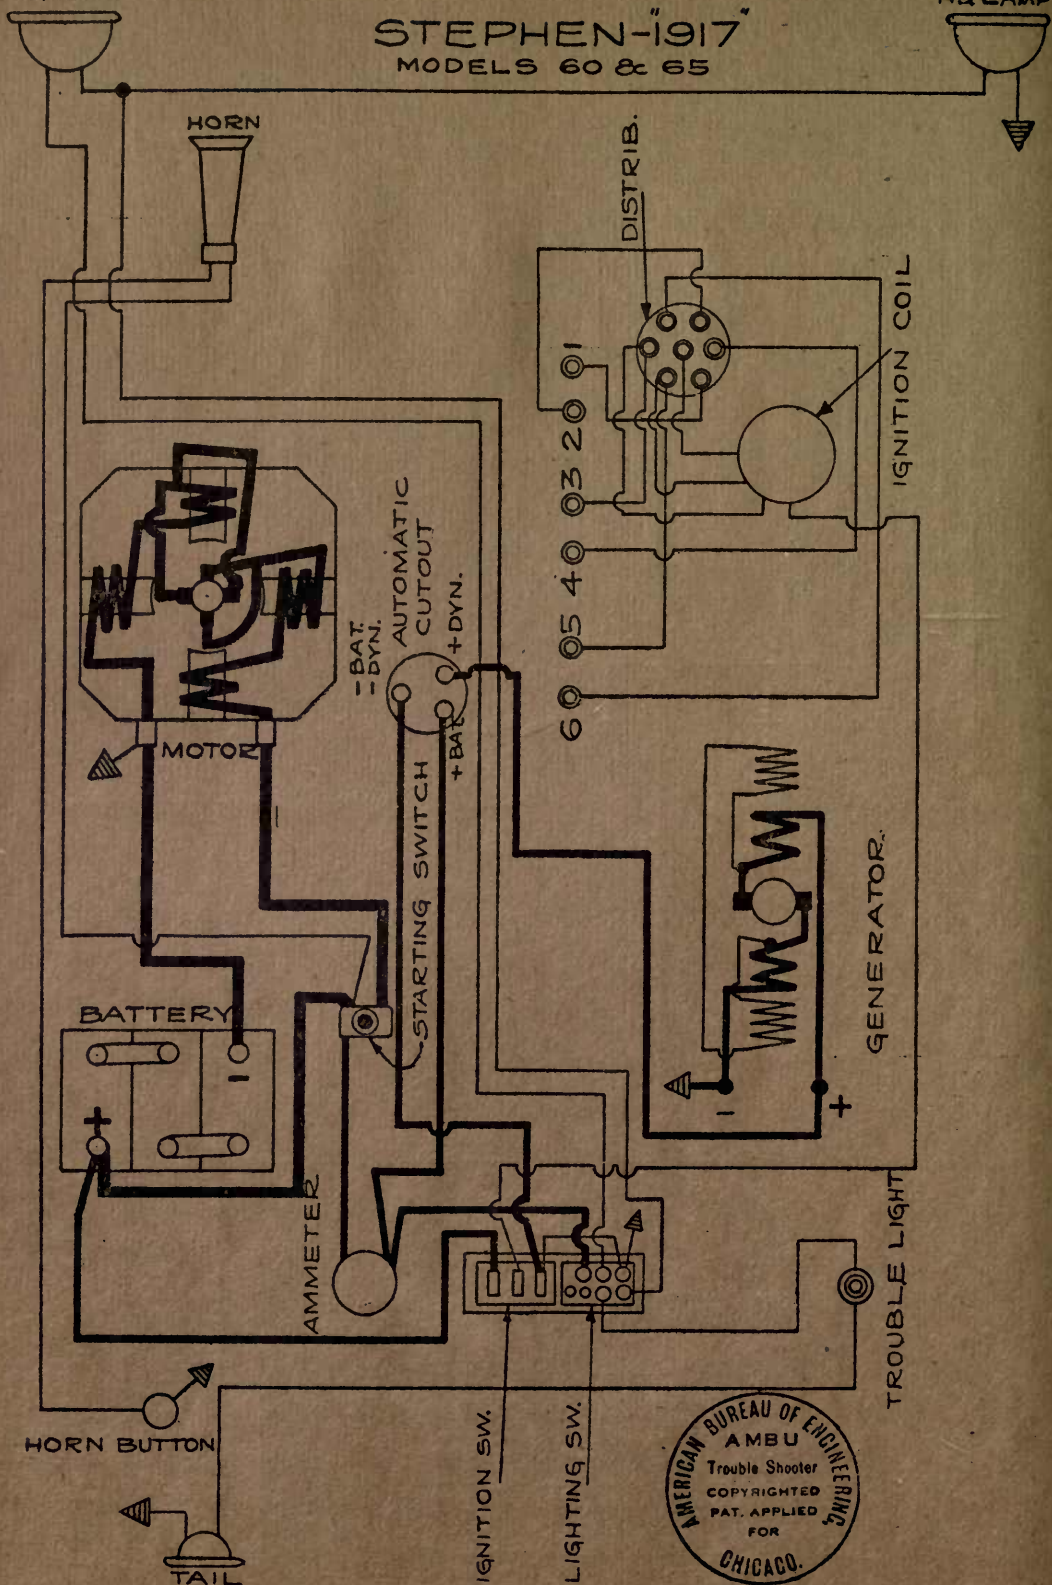 HD. LAMP
STEPHEN-"1917"
MODELS 60 & 65
HORN
DISTRIB.
IGNITION COIL
1
2
3
4
5
6
AUTOMATIC
CUTOUT
- BAT.
- DYN.
+ DYN.
+ BAT.
MOTOR
STARTING SWITCH
GENERATOR.
- +
BATTERY
-
+
AMMETER
TROUBLE LIGHT
HORN BUTTON
IGNITION SW.
LIGHTING SW.
TAIL
AMERICAN BUREAU OF ENGINEERING,
AMBU
Trouble Shooter
COPYRIGHTED
PAT. APPLIED
FOR
CHICAGO.